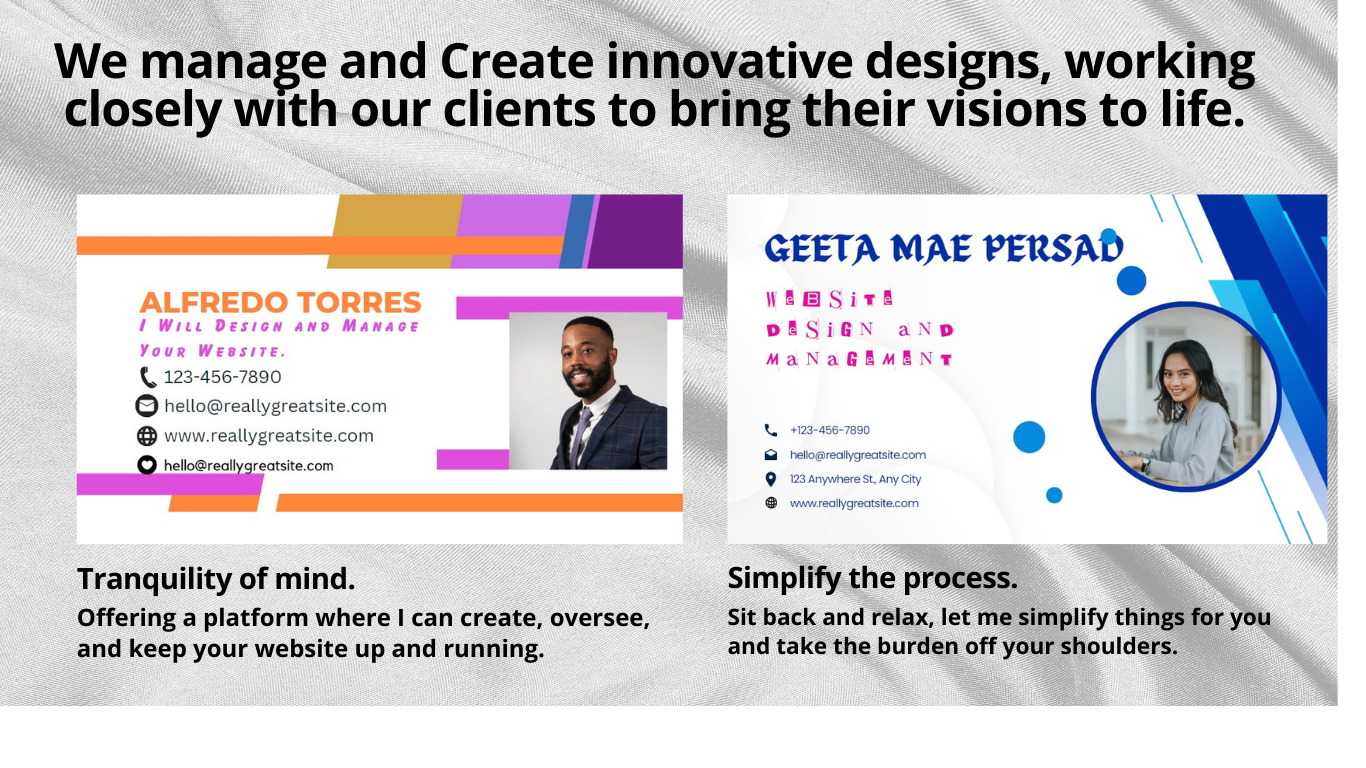 We manage and Create innovative designs, working
closely with our clients to bring their visions to life.
ALFREDO TORRES
I Will Design and Manage
Your Website.
123-456-7890
hello@reallygreatsite.com
www.reallygreatsite.com
hello@reallygreatsite.com
GEETA MAE PERSAD
WeBSiTe
DeSiGN aND
MaNaGeMeNT
+123-456-7890
hello@reallygreatsite.com
123 Anywhere St., Any City
www.reallygreatsite.com
Tranquility of mind.
Offering a platform where I can create, oversee,
and keep your website up and running.
Simplify the process.
Sit back and relax, let me simplify things for you
and take the burden off your shoulders.